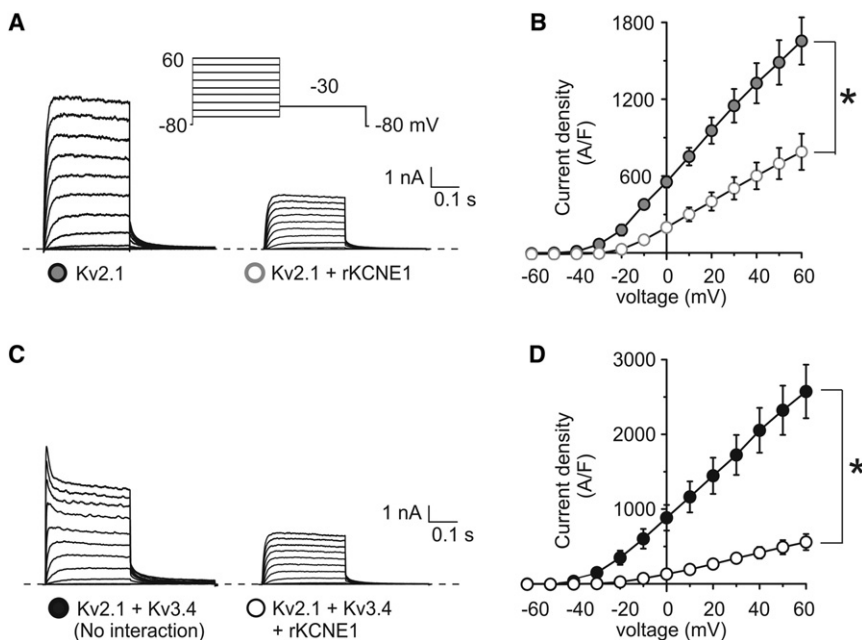 A
60
-30
-80
-80 mV
1 nA
0.1 s
Kv2.1
Kv2.1 + rKCNE1
B
1800
1200
600
0
Current density
(A/F)
-60 -40 -20 0 20 40 60
voltage (mV)
*
C
1 nA
0.1 s
Kv2.1 + Kv3.4
(No interaction)
Kv2.1 + Kv3.4
+ rKCNE1
D
3000
2000
1000
0
Current density
(A/F)
-60 -40 -20 0 20 40 60
voltage (mV)
*